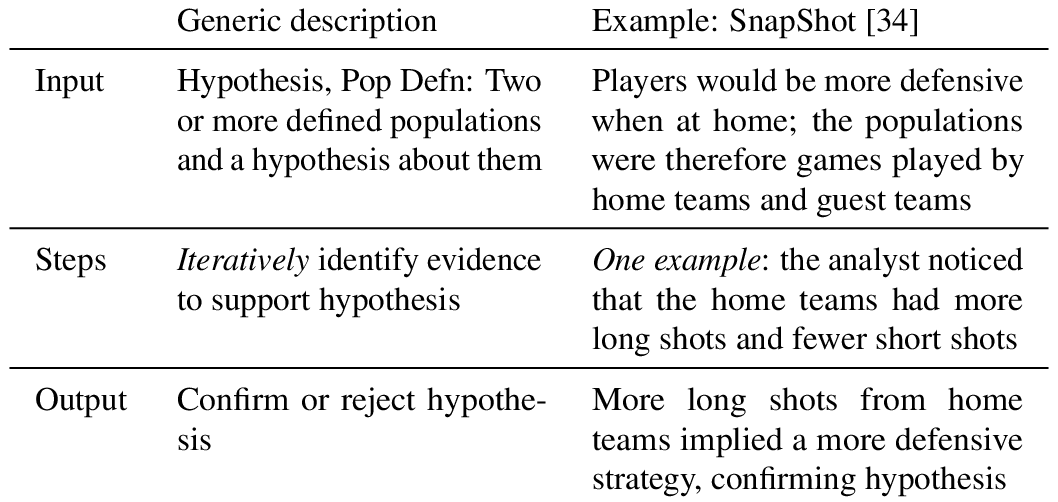 Generic description Example: SnapShot [34]
Input Hypothesis, Pop Defn: Two Players would be more defensive
or more defined populations when at home; the populations
and a hypothesis about them were therefore games played by
home teams and guest teams
Steps Iteratively identify evidence One example: the analyst noticed
to support hypothesis that the home teams had more
long shots and fewer short shots
Output Confirm or reject hypothe- More long shots from home
sis teams implied a more defensive
strategy, confirming hypothesis